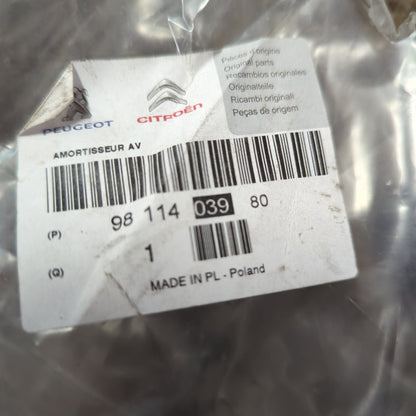 PEUGEOT
CITROËN
Pièces d'origine
Original parts
Recambios originales
Originalteile
Ricambi originali
Peças de origem
AMORTISSEUR AV
(P) 98 114 039 80
(Q) 1
MADE IN PL - Poland